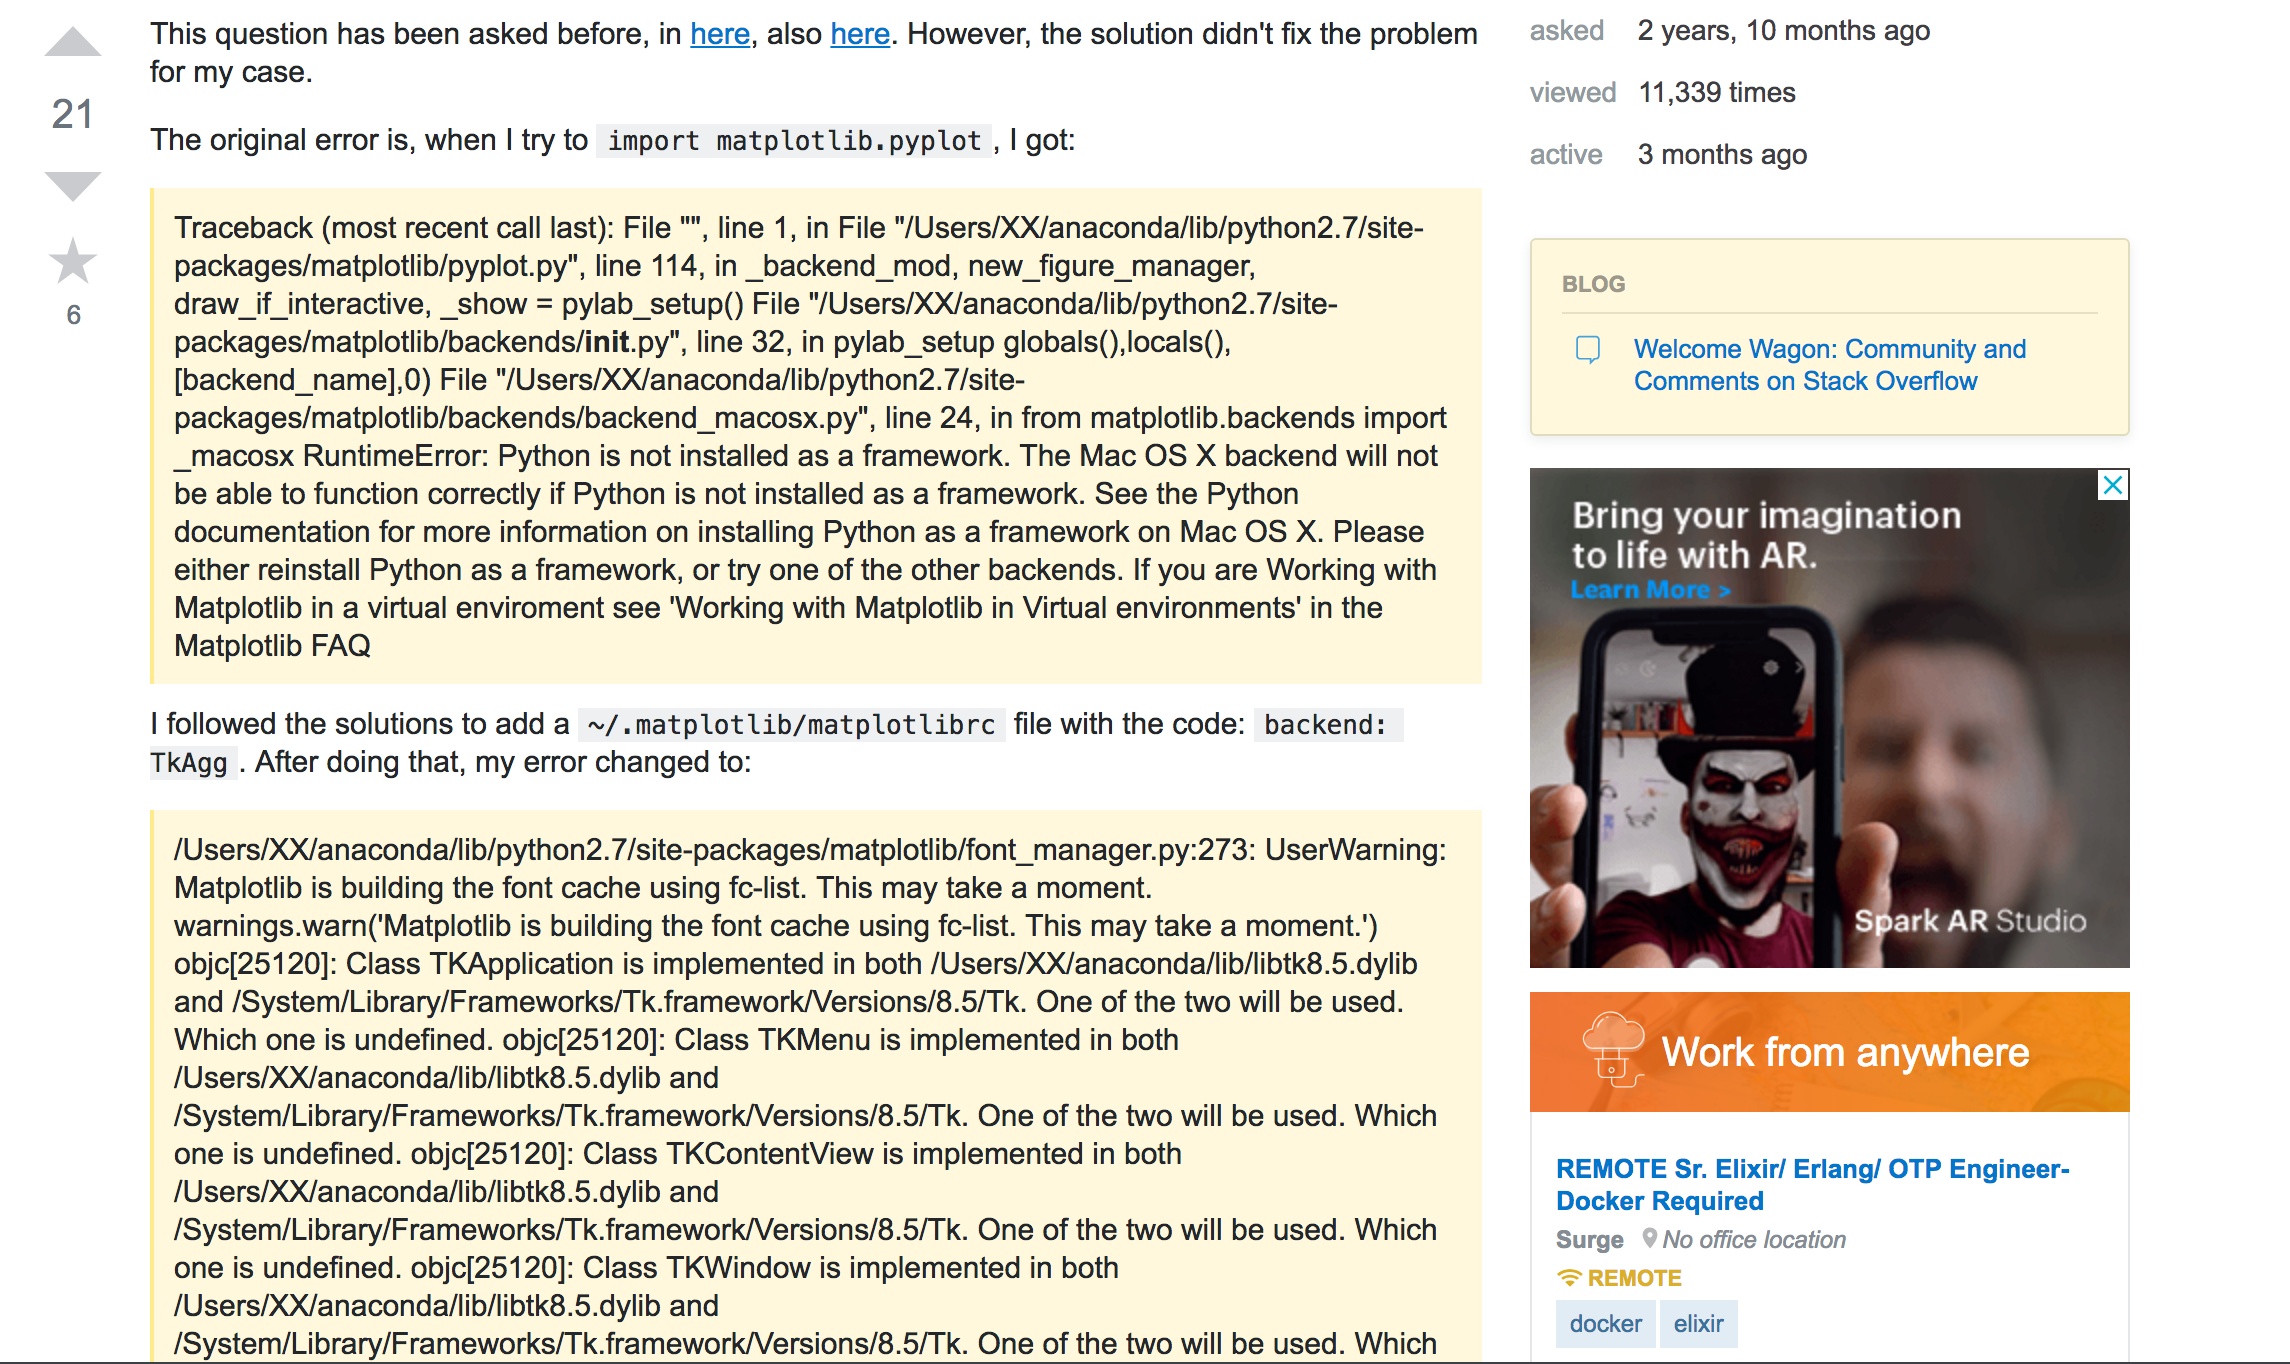 This question has been asked before, in here, also here. However, the solution didn't fix the problem
for my case.
21
6
The original error is, when I try to import matplotlib.pyplot , I got:
Traceback (most recent call last): File "", line 1, in File "/Users/XX/anaconda/lib/python2.7/site-
packages/matplotlib/pyplot.py", line 114, in _backend_mod, new_figure_manager,
draw_if_interactive, _show = pylab_setup() File "/Users/XX/anaconda/lib/python2.7/site-
packages/matplotlib/backends/init.py", line 32, in pylab_setup globals(),locals(),
[backend_name],0) File "/Users/XX/anaconda/lib/python2.7/site-
packages/matplotlib/backends/backend_macosx.py", line 24, in from matplotlib.backends import
_macosx RuntimeError: Python is not installed as a framework. The Mac OS X backend will not
be able to function correctly if Python is not installed as a framework. See the Python
documentation for more information on installing Python as a framework on Mac OS X. Please
either reinstall Python as a framework, or try one of the other backends. If you are Working with
Matplotlib in a virtual enviroment see 'Working with Matplotlib in Virtual environments' in the
Matplotlib FAQ
I followed the solutions to add a ~/.matplotlib/matplotlibrc file with the code: backend:
TkAgg . After doing that, my error changed to:
/Users/XX/anaconda/lib/python2.7/site-packages/matplotlib/font_manager.py:273: UserWarning:
Matplotlib is building the font cache using fc-list. This may take a moment.
warnings.warn('Matplotlib is building the font cache using fc-list. This may take a moment.')
objc[25120]: Class TKApplication is implemented in both /Users/XX/anaconda/lib/libtk8.5.dylib
and /System/Library/Frameworks/Tk.framework/Versions/8.5/Tk. One of the two will be used.
Which one is undefined. objc[25120]: Class TKMenu is implemented in both
/Users/XX/anaconda/lib/libtk8.5.dylib and
/System/Library/Frameworks/Tk.framework/Versions/8.5/Tk. One of the two will be used. Which
one is undefined. objc[25120]: Class TKContentView is implemented in both
/Users/XX/anaconda/lib/libtk8.5.dylib and
/System/Library/Frameworks/Tk.framework/Versions/8.5/Tk. One of the two will be used. Which
one is undefined. objc[25120]: Class TKWindow is implemented in both
/Users/XX/anaconda/lib/libtk8.5.dylib and
/System/Library/Frameworks/Tk.framework/Versions/8.5/Tk. One of the two will be used. Which
asked 2 years, 10 months ago
viewed 11,339 times
active 3 months ago
BLOG
Welcome Wagon: Community and
Comments on Stack Overflow
Bring your imagination
to life with AR.
Learn More >
Spark AR Studio
Work from anywhere
REMOTE Sr. Elixir/ Erlang/ OTP Engineer-
Docker Required
Surge No office location
REMOTE
docker elixir